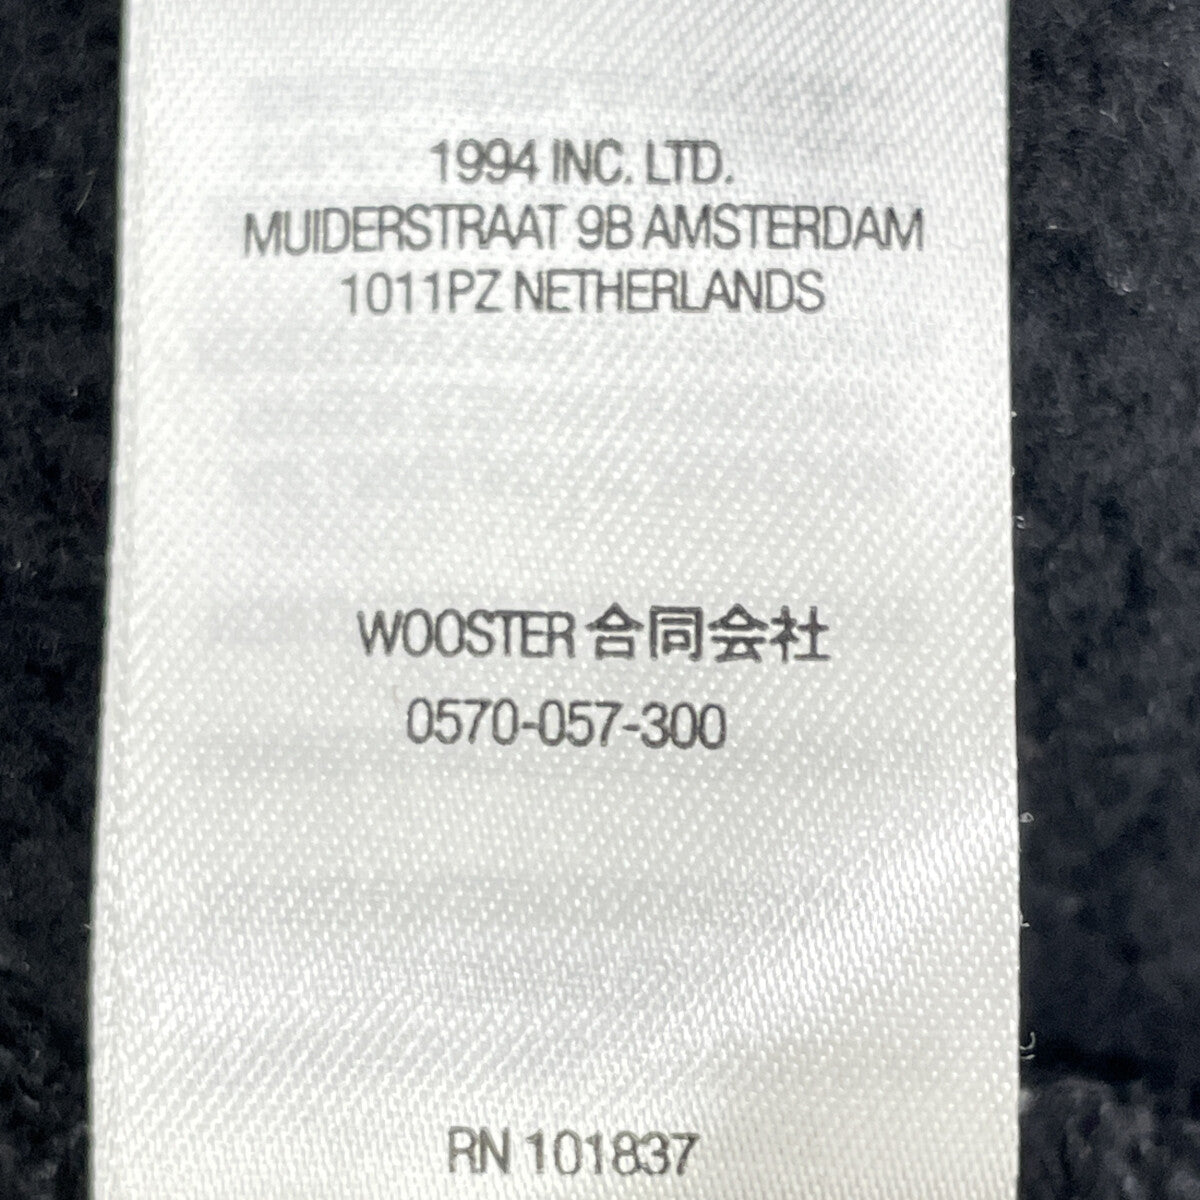 1994 INC. LTD.
MUIDERSTRAAT 9B AMSTERDAM
1011PZ NETHERLANDS
WOOSTER 合同会社
0570-057-300
RN 101837